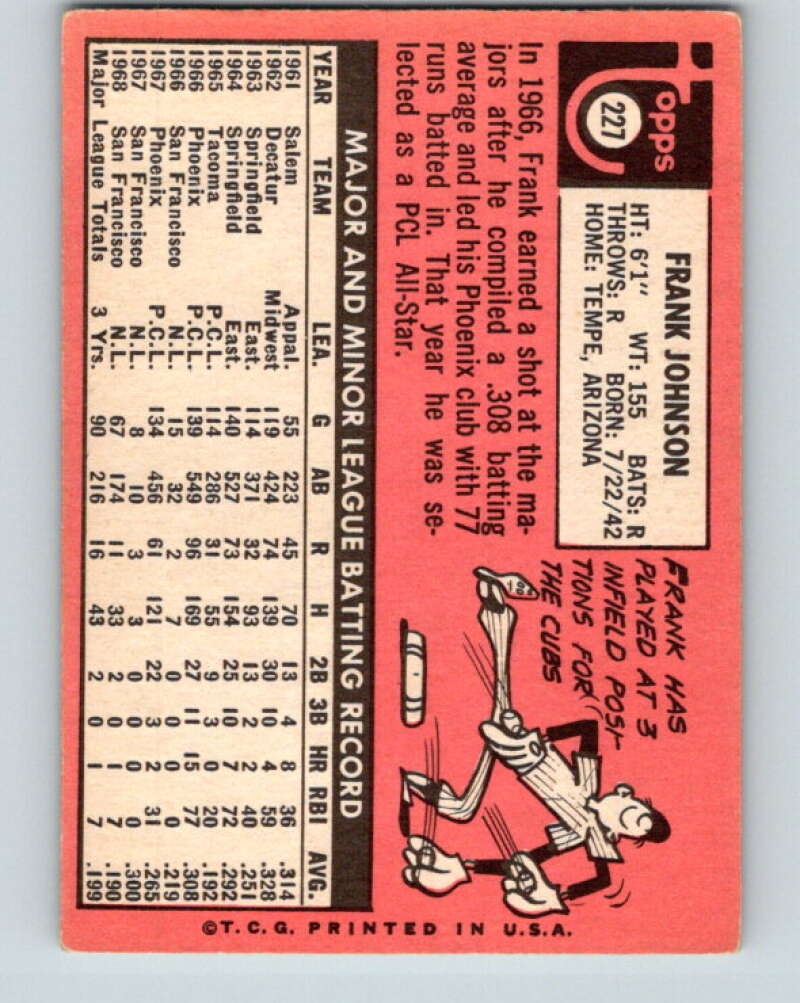 Topps
227
FRANK JOHNSON
HT: 6'1" WT: 155 BATS: R
THROWS: R BORN: 7/22/42
HOME: TEMPE, ARIZONA
In 1966, Frank earned a shot at the ma-
jors after he compiled a .308 batting
average and led his Phoenix club with 77
runs batted in. That year he was se-
lected as a PCL All-Star.
FRANK HAS
PLAYED AT 3
INFIELD POSI-
TIONS FOR
THE CUBS
MAJOR AND MINOR LEAGUE BATTING RECORD
YEAR TEAM LEA. G AB R H 2B 3B HR RBI AVG.
1961 Salem Appal. 55 223 45 70 13 4 8 36 .314
1962 Decatur Midwest 119 424 74 139 30 10 4 59 .328
1963 Springfield East. 114 371 32 93 13 2 2 40 .251
1964 Springfield East. 140 527 73 154 25 10 7 72 .292
1965 Tacoma P.C.L. 114 286 31 55 9 3 0 20 .192
1966 Phoenix P.C.L. 139 549 96 169 27 11 15 77 .308
1966 San Francisco N.L. 15 32 2 7 0 0 0 0 .219
1967 Phoenix P.C.L. 134 456 61 121 22 3 2 31 .265
1967 San Francisco N.L. 8 10 3 3 0 0 0 0 .300
1968 San Francisco N.L. 67 174 11 33 2 0 1 7 .190
Major League Totals 3 Yrs. 90 216 16 43 2 0 1 7 .199
©T.C.G. PRINTED IN U.S.A.